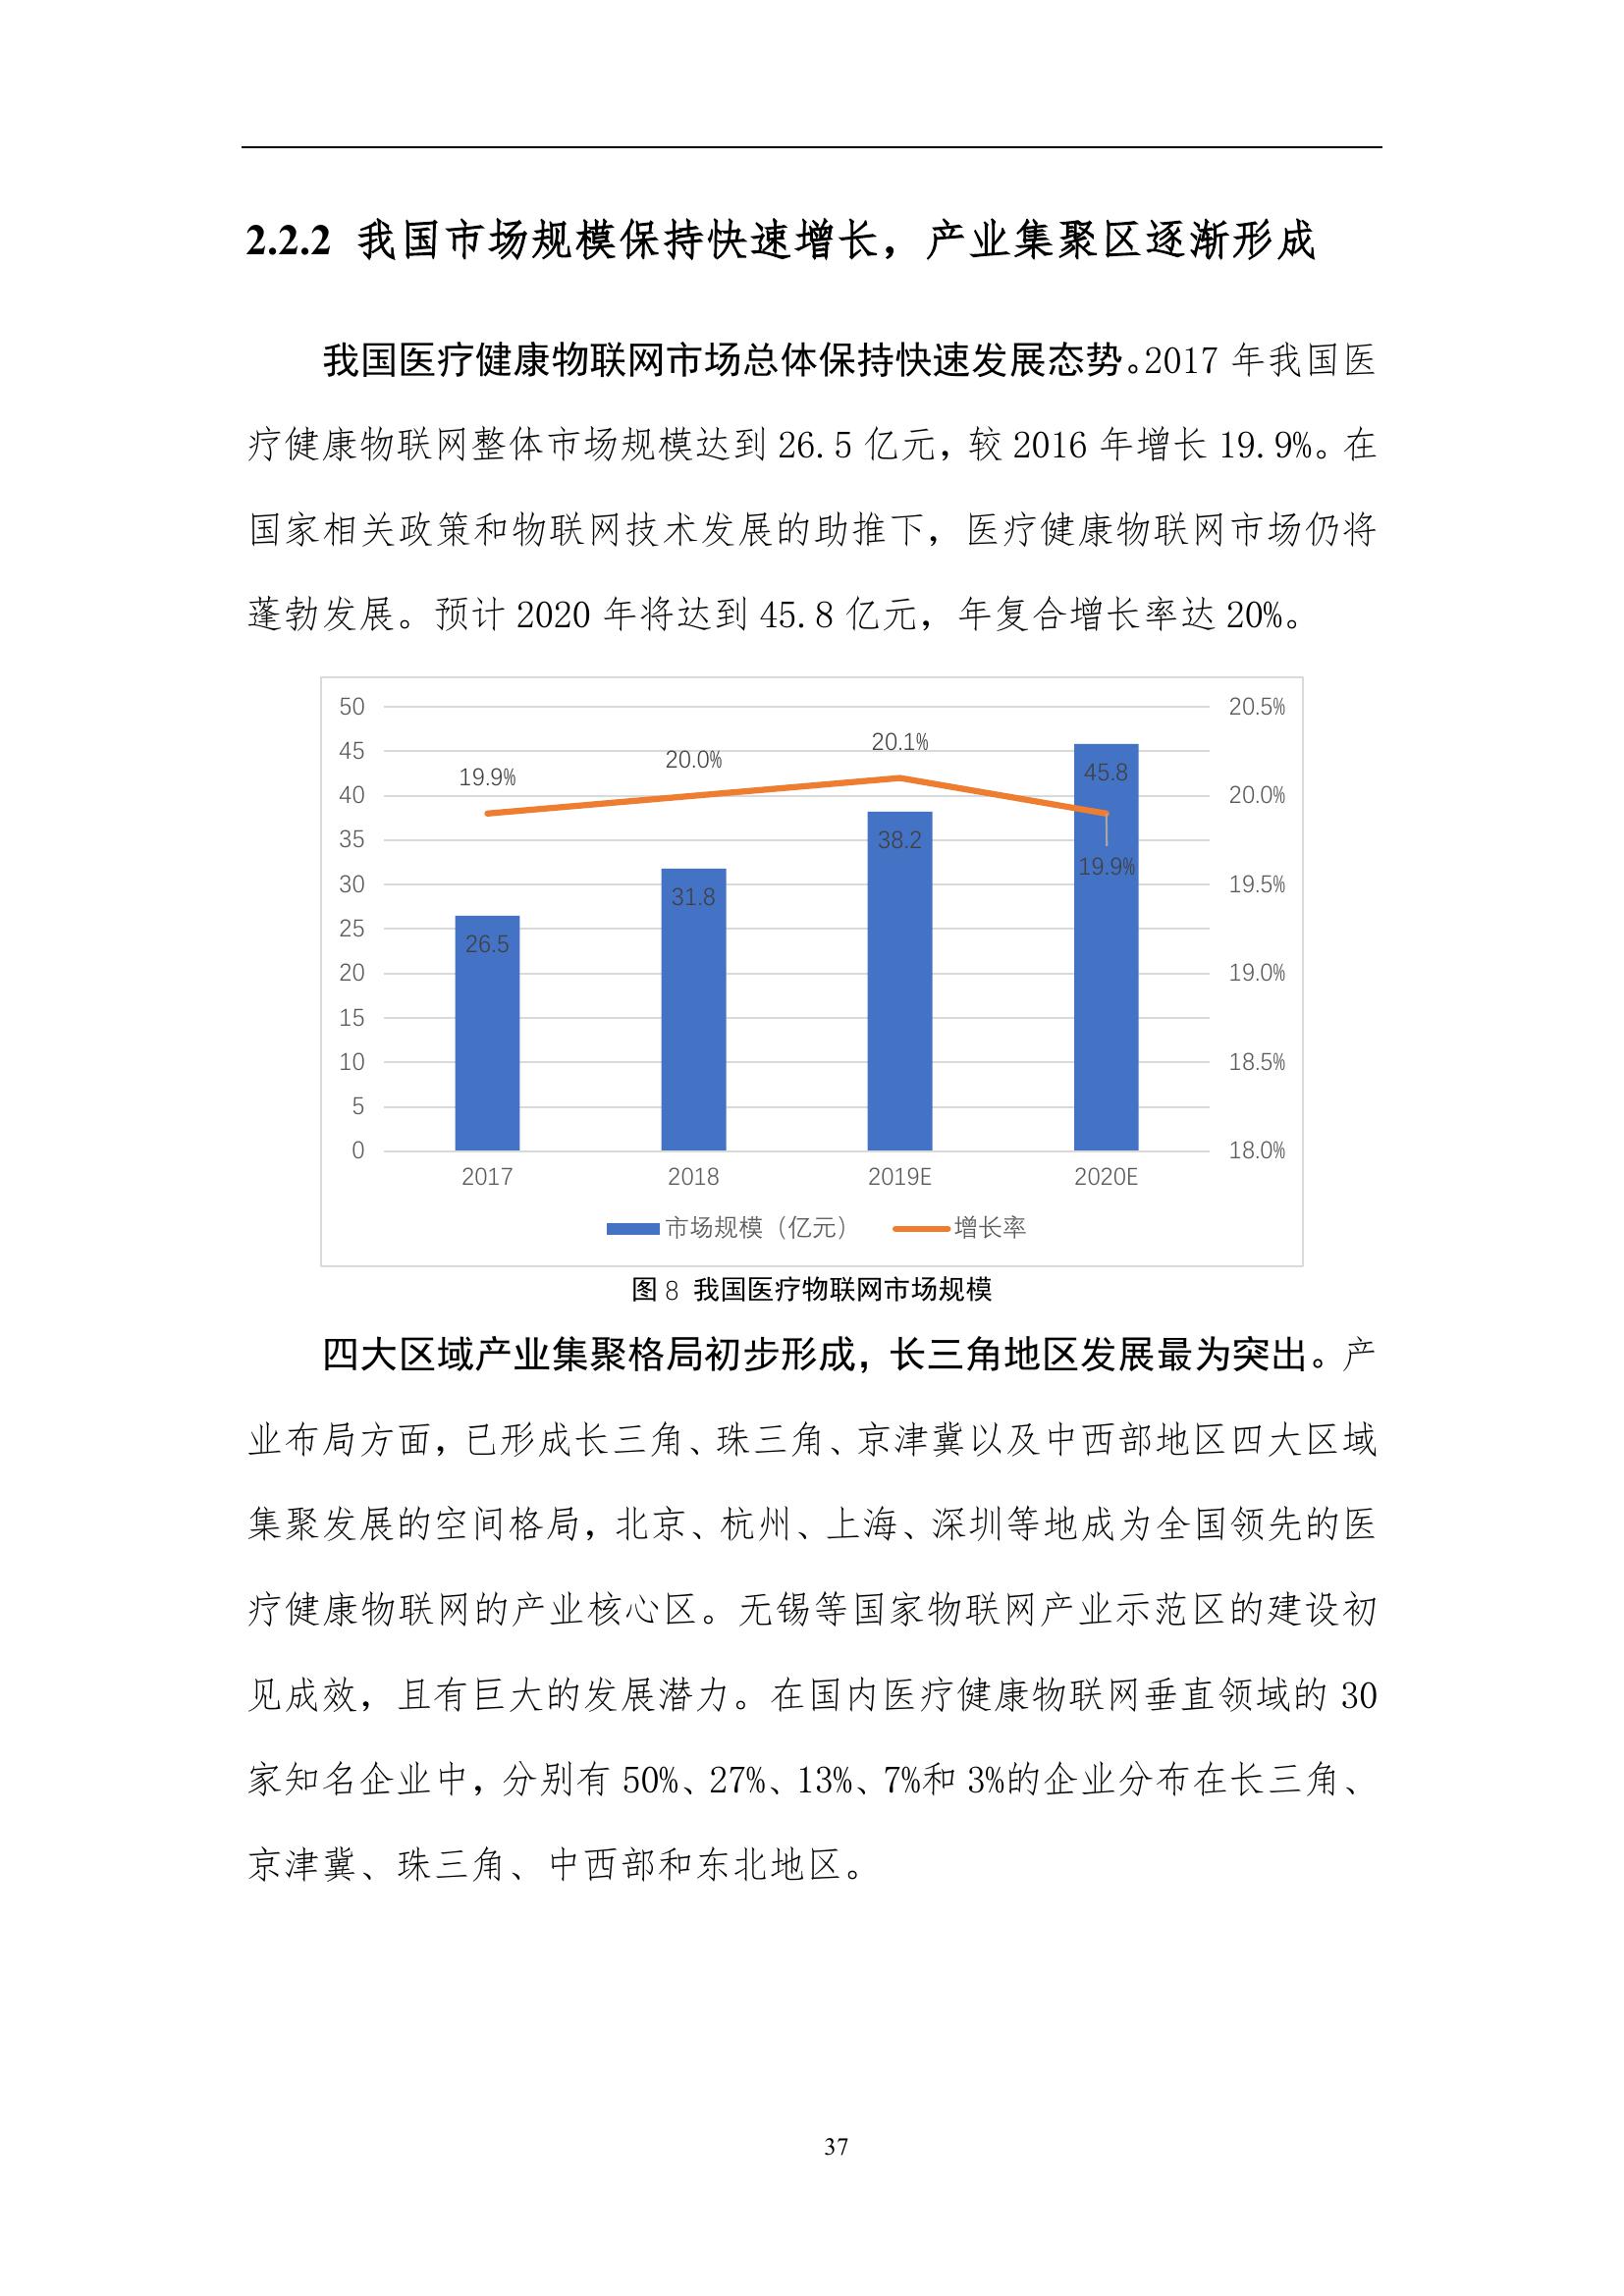 2.2.2 我国市场规模保持快速增长，产业集聚区逐渐形成
我国医疗健康物联网市场总体保持快速发展态势。2017 年我国医
疗健康物联网整体市场规模达到 26.5 亿元，较 2016 年增长 19.9%。在
国家相关政策和物联网技术发展的助推下，医疗健康物联网市场仍将
蓬勃发展。预计 2020 年将达到 45.8 亿元，年复合增长率达 20%。
50 20.5%
20.1%
45 20.0%
19.9% 45.8
40 20.0%
35 38.2
19.9%
30 31.8 19.5%
25 26.5
20 19.0%
15
10 18.5%
5
0 18.0%
2017 2018 2019E 2020E
市场规模（亿元） 增长率
图 8 我国医疗物联网市场规模
四大区域产业集聚格局初步形成，长三角地区发展最为突出。产
业布局方面，已形成长三角、珠三角、京津冀以及中西部地区四大区域
集聚发展的空间格局，北京、杭州、上海、深圳等地成为全国领先的医
疗健康物联网的产业核心区。无锡等国家物联网产业示范区的建设初
见成效，且有巨大的发展潜力。在国内医疗健康物联网垂直领域的 30
家知名企业中，分别有 50%、27%、13%、7%和 3%的企业分布在长三角、
京津冀、珠三角、中西部和东北地区。
37